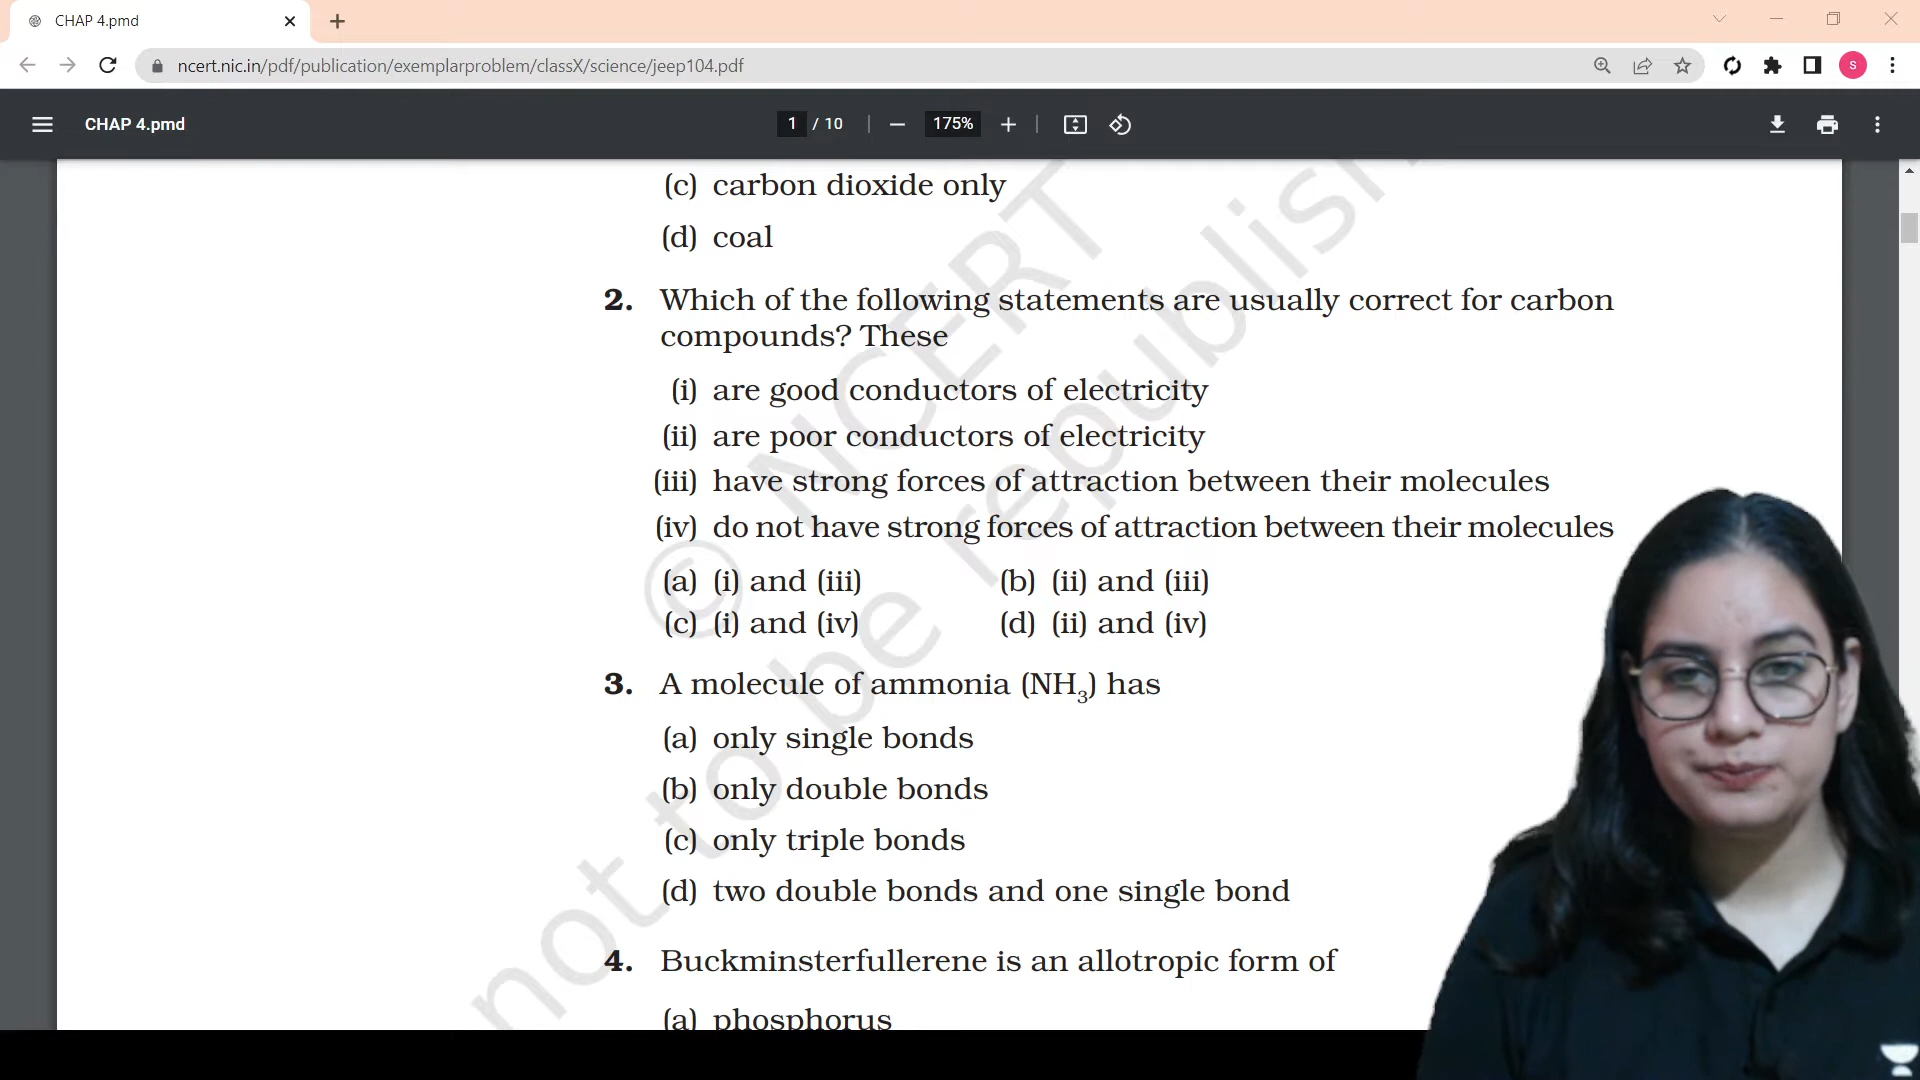 CHAP 4.pmd
ncert.nic.in/pdf/publication/exemplarproblem/classX/science/jeep104.pdf
S
CHAP 4.pmd
1 / 10
175%
(c) carbon dioxide only
(d) coal
2. Which of the following statements are usually correct for carbon
compounds? These
(i) are good conductors of electricity
(ii) are poor conductors of electricity
(iii) have strong forces of attraction between their molecules
(iv) do not have strong forces of attraction between their molecules
(a) (i) and (iii) (b) (ii) and (iii)
(c) (i) and (iv) (d) (ii) and (iv)
3. A molecule of ammonia (NH3) has
(a) only single bonds
(b) only double bonds
(c) only triple bonds
(d) two double bonds and one single bond
4. Buckminsterfullerene is an allotropic form of
(a) phosphorus
© NCERT
not to be republish